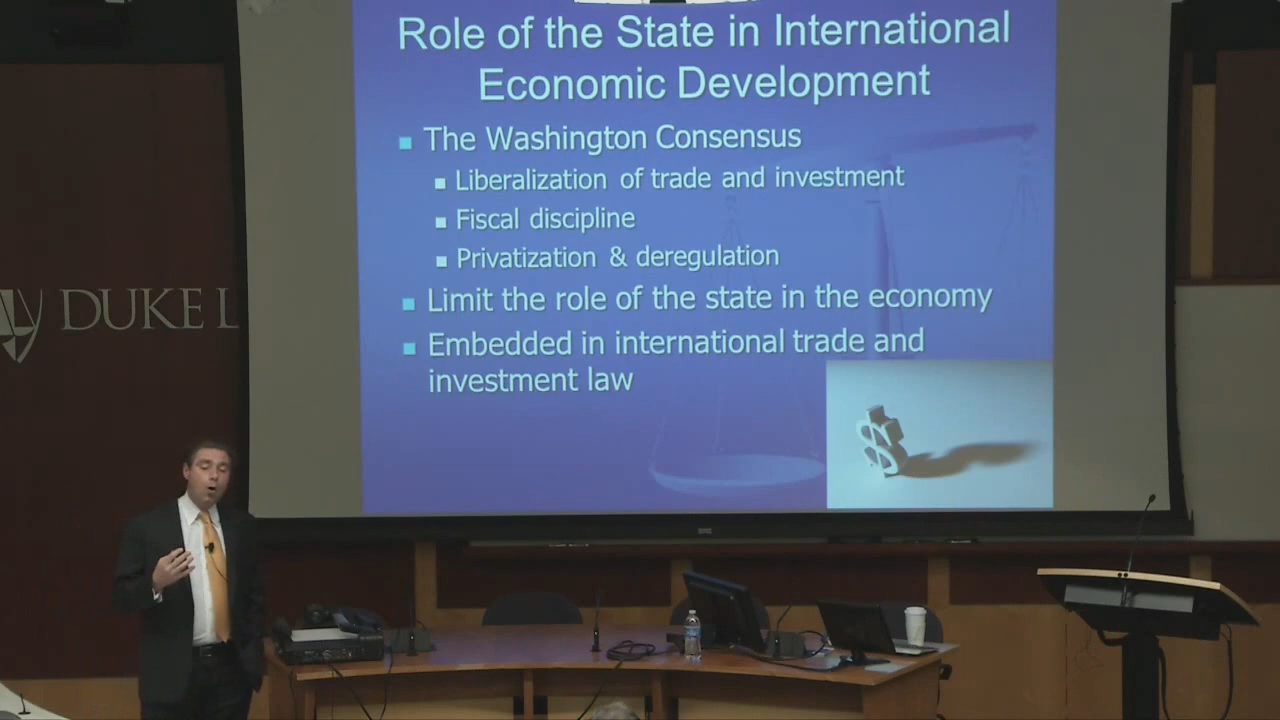 Role of the State in International
Economic Development
The Washington Consensus
Liberalization of trade and investment
Fiscal discipline
Privatization & deregulation
Limit the role of the state in the economy
Embedded in international trade and
investment law
$
DUKE L